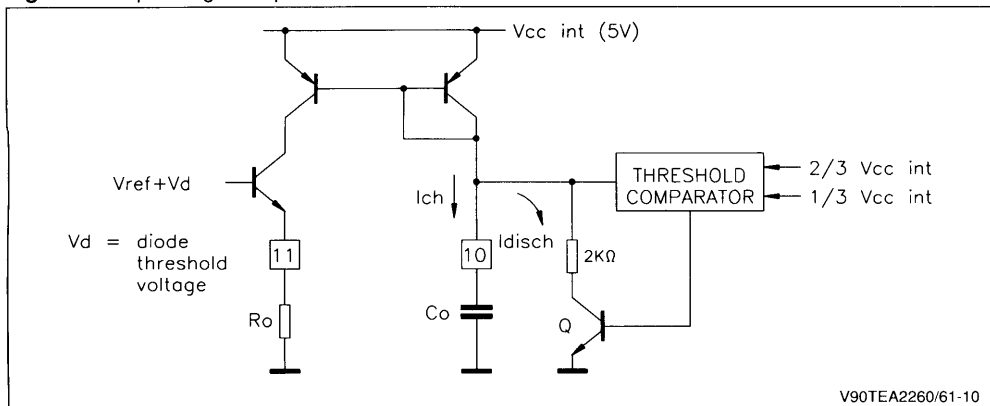 Vcc int (5V)
Vref+Vd
Vd = diode
threshold
voltage
11
Ro
Ich
10
Co
Idisch
2KΩ
Q
THRESHOLD
COMPARATOR
2/3 Vcc int
1/3 Vcc int
V90TEA2260/61-10